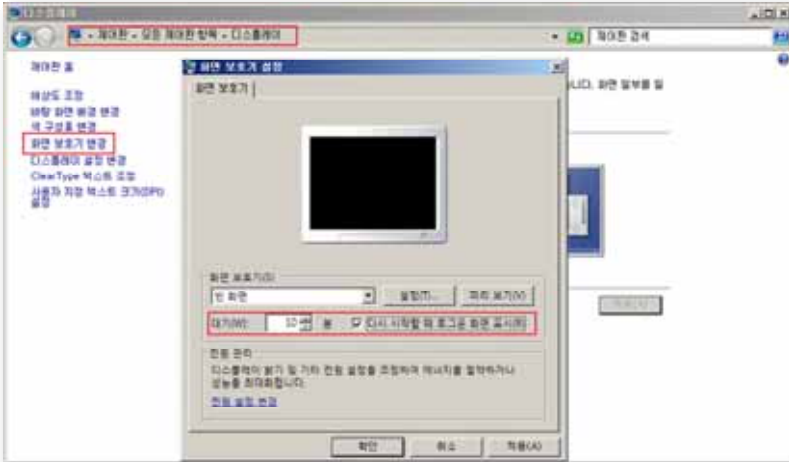 디스플레이
제어판 - 모든 제어판 항목 - 디스플레이
제어판 검색
제어판 홈
해상도 조정
바탕 화면 배경 변경
색 구성표 변경
화면 보호기 변경
디스플레이 설정 변경
ClearType 텍스트 조정
사용자 지정 텍스트 크기(DPI)
설정
화면 보호기 설정
화면 보호기
니다. 화면 일부를 일
화면 보호기(S)
빈 화면
설정(T)...
미리 보기(V)
대기(W):
10
분
다시 시작할 때 로그온 화면 표시(R)
전원 관리
디스플레이 밝기 및 기타 전원 설정을 조정하여 에너지를 절약하거나
성능을 최대화합니다.
전원 설정 변경
확인
취소
적용(A)